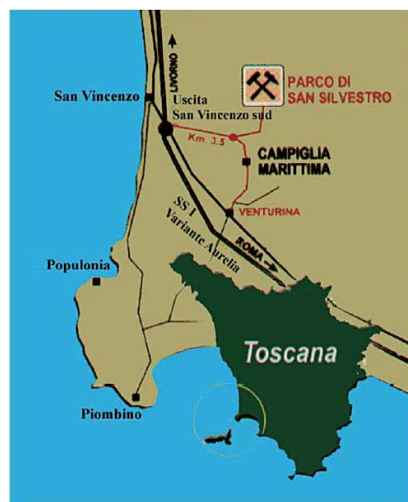 LIVORNO
PARCO DI
SAN SILVESTRO
San Vincenzo
Uscita
San Vincenzo sud
Km. 3.5
CAMPIGLIA
MARITTIMA
VENTURINA
SS 1
Variante Aurelia
ROMA
Populonia
Toscana
Piombino